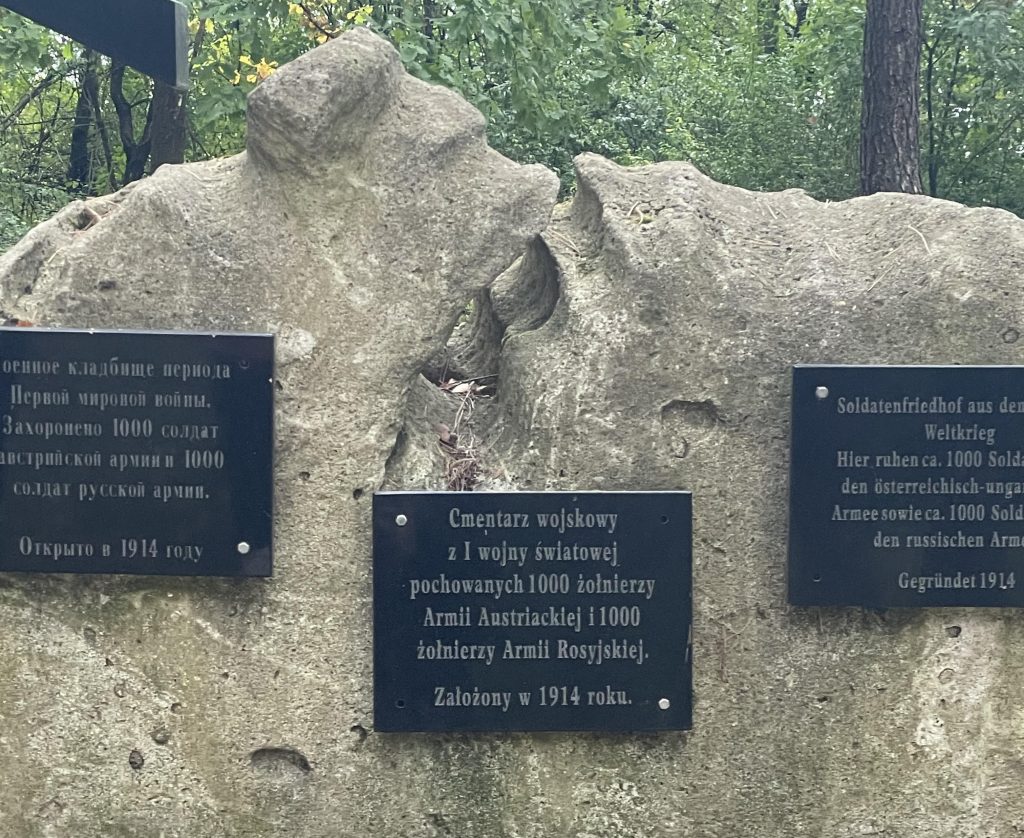 оенное кладбище периода
Первой мировой войны.
Захоронено 1000 солдат
австрийской армии и 1000
солдат русской армии.
Открыто в 1914 году
Cmentarz wojskowy
z I wojny światowej
pochowanych 1000 żołnierzy
Armii Austriackiej i 1000
żołnierzy Armii Rosyjskiej.
Założony w 1914 roku.
Soldatenfriedhof aus dem
Weltkrieg
Hier ruhen ca. 1000 Solda
den österreichisch-ungar
Armee sowie ca. 1000 Sold
den russischen Arme
Gegründet 1914